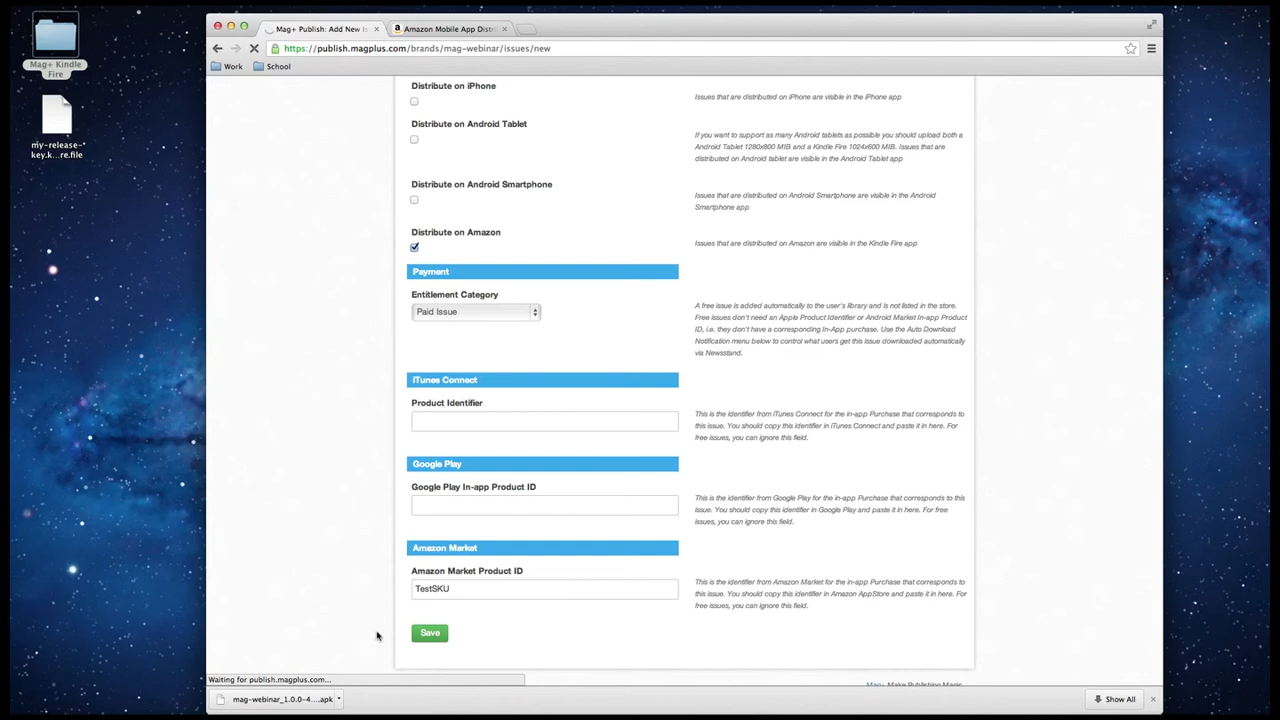 Mag+ Publish: Add New Is
Amazon Mobile App Distri
https://publish.magplus.com/brands/mag-webinar/issues/new
Work
School
Mag+ Kindle
Fire
my-release-
key.k...re.file
Distribute on iPhone
Issues that are distributed on iPhone are visible in the iPhone app
Distribute on Android Tablet
If you want to support as many Android tablets as possible you should upload both a
Android Tablet 1280x800 MIB and a Kindle Fire 1024x600 MIB. Issues that are
distributed on Android tablet are visible in the Android Tablet app
Distribute on Android Smartphone
Issues that are distributed on Android Smartphone are visible in the Android
Smartphone app
Distribute on Amazon
Issues that are distributed on Amazon are visible in the Kindle Fire app
Payment
Entitlement Category
Paid Issue
A free issue is added automatically to the user's library and is not listed in the store.
Free issues don't need an Apple Product Identifier or Android Market In-app Product
ID, i.e. they don't have a corresponding In-App purchase. Use the Auto Download
Notification menu below to control what users get this issue downloaded automatically
via Newsstand.
iTunes Connect
Product Identifier
This is the identifier from iTunes Connect for the in-app Purchase that corresponds to
this issue. You should copy this identifier in iTunes Connect and paste it in here. For
free issues, you can ignore this field.
Google Play
Google Play In-app Product ID
This is the identifier from Google Play for the in-app Purchase that corresponds to this
issue. You should copy this identifier in Google Play and paste it in here. For free
issues, you can ignore this field.
Amazon Market
Amazon Market Product ID
TestSKU
This is the identifier from Amazon Market for the in-app Purchase that corresponds to
this issue. You should copy this identifier in Amazon AppStore and paste it in here. For
free issues, you can ignore this field.
Save
Waiting for publish.magplus.com...
Mag+ Make Publishing Magic
mag-webinar_1.0.0-4....apk
Show All